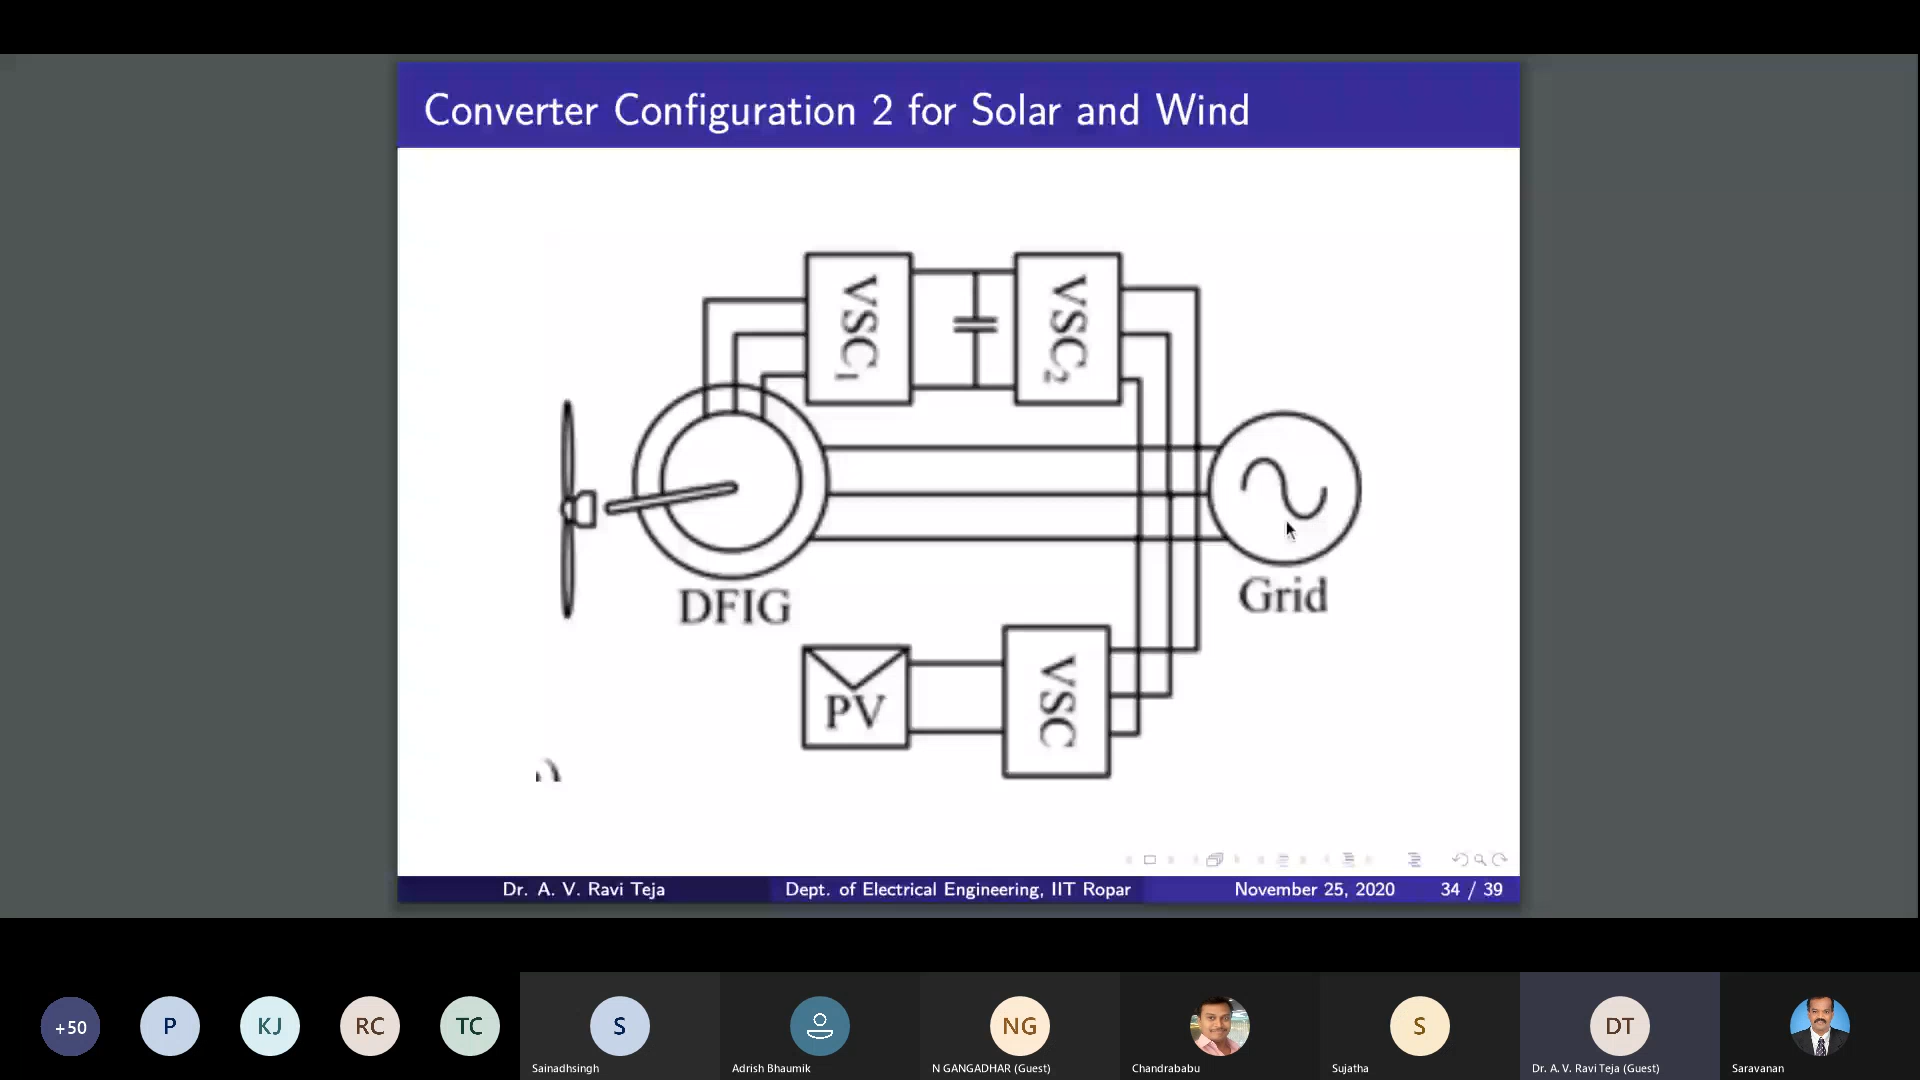 Converter Configuration 2 for Solar and Wind
VSC1
VSC2
DFIG
Grid
PV
VSC
Dr. A. V. Ravi Teja
Dept. of Electrical Engineering, IIT Ropar
November 25, 2020
34 / 39
+50
P
KJ
RC
TC
S
NG
S
DT
Sainadhsingh
Adrish Bhaumik
N GANGADHAR (Guest)
Chandrababu
Sujatha
Dr. A. V. Ravi Teja (Guest)
Saravanan